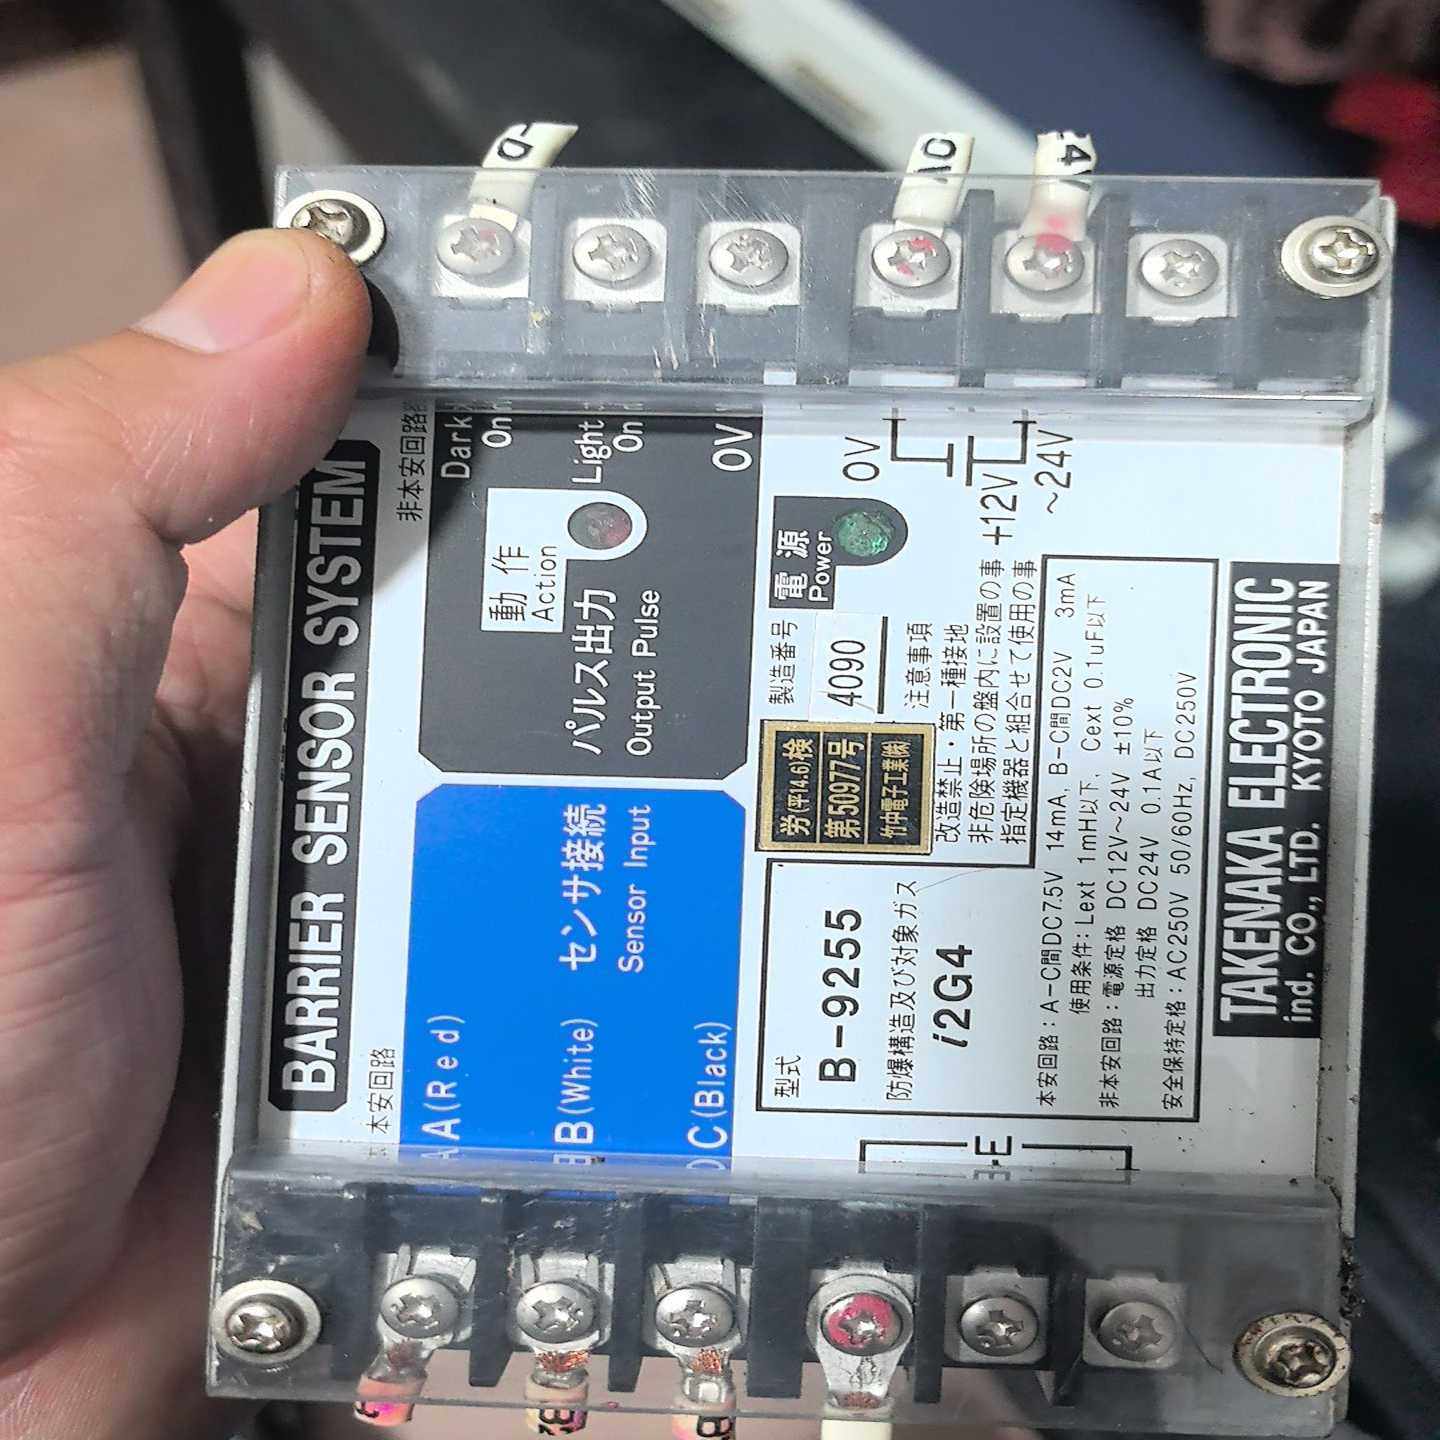 BARRIER SENSOR SYSTEM
本安回路
非本安回路
A(Red)
B(White)
C(Black)
センサ接続
Sensor Input
パルス出力
Output Pulse
動作
Action
Dark
On
Light
On
0V
電源
Power
0V
+12V
~24V
製造番号
4090
労(平14.6)検
第50977号
竹中電子工業㈱
注意事項
改造禁止・第一種接地
非危険場所の盤内に設置の事
指定機器と組合せて使用の事
型式
B-9255
防爆構造及び対象ガス
i2G4
本安回路:A-C間DC7.5V 14mA, B-C間DC2V 3mA
使用条件:Lext 1mH以下, Cext 0.1uF以下
非本安回路:電源定格 DC12V~24V ±10%
出力定格 DC24V 0.1A以下
安全保持定格:AC250V 50/60Hz, DC250V
E
TAKENAKA ELECTRONIC
ind. CO., LTD. KYOTO JAPAN